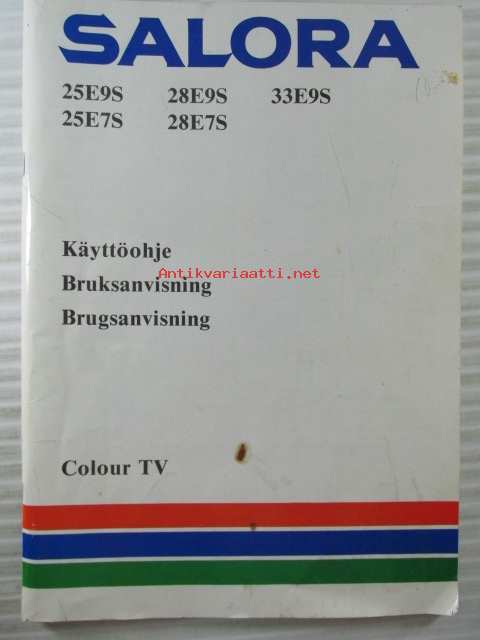 SALORA
25E9S 28E9S 33E9S
25E7S 28E7S
Käyttöohje
Antikvariaatti.net
Bruksanvisning
Brugsanvisning
Colour TV